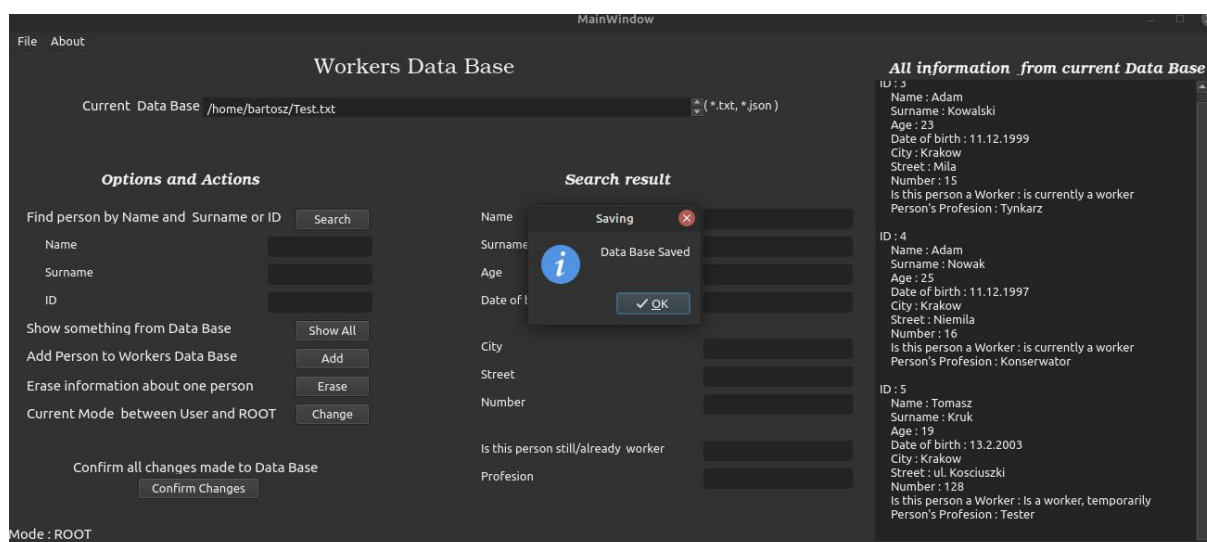 MainWindow
File About
Workers Data Base
Current Data Base /home/bartosz/Test.txt ( *.txt, *.json )
Options and Actions
Find person by Name and Surname or ID Search
Name
Surname
ID
Show something from Data Base Show All
Add Person to Workers Data Base Add
Erase information about one person Erase
Current Mode between User and ROOT Change
Confirm all changes made to Data Base
Confirm Changes
Mode : ROOT
Search result
Name
Surname
Age
Date of
City
Street
Number
Is this person still/already worker
Profesion
Saving
Data Base Saved
OK
All information from current Data Base
ID : 3
Name : Adam
Surname : Kowalski
Age : 23
Date of birth : 11.12.1999
City : Krakow
Street : Mila
Number : 15
Is this person a Worker : is currently a worker
Person's Profesion : Tynkarz
ID : 4
Name : Adam
Surname : Nowak
Age : 25
Date of birth : 11.12.1997
City : Krakow
Street : Niemila
Number : 16
Is this person a Worker : is currently a worker
Person's Profesion : Konserwator
ID : 5
Name : Tomasz
Surname : Kruk
Age : 19
Date of birth : 13.2.2003
City : Krakow
Street : ul. Kosciuszki
Number : 128
Is this person a Worker : Is a worker, temporarily
Person's Profesion : Tester